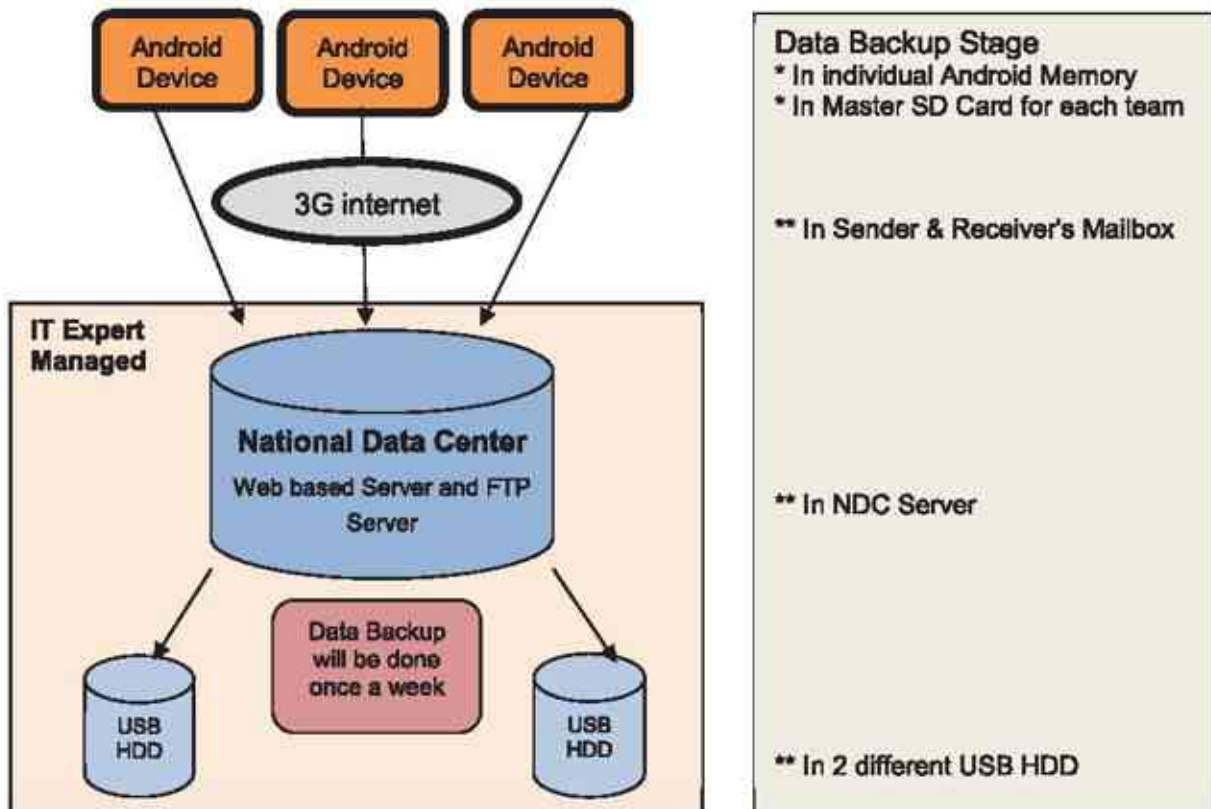 Android
Device
Android
Device
Android
Device
3G internet
IT Expert
Managed
National Data Center
Web based Server and FTP
Server
Data Backup
will be done
once a week
USB
HDD
USB
HDD
Data Backup Stage
* In individual Android Memory
* In Master SD Card for each team
** In Sender & Receiver's Mailbox
** In NDC Server
** In 2 different USB HDD